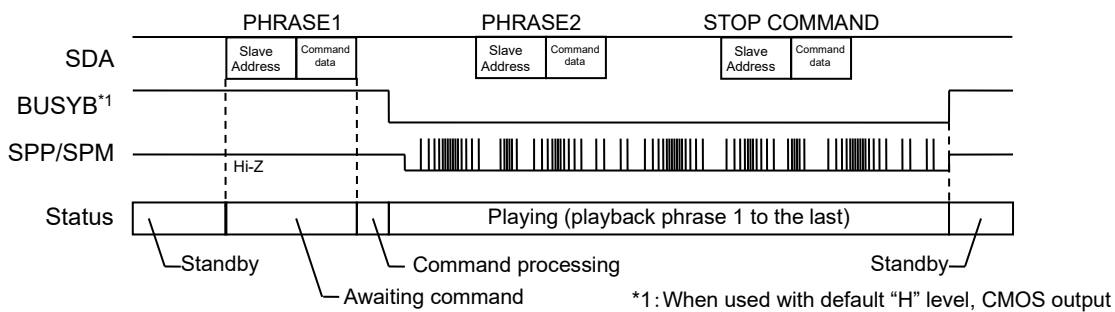 PHRASE1 PHRASE2 STOP COMMAND
SDA
Slave Address Command data Slave Address Command data Slave Address Command data
BUSYB*1
SPP/SPM
Hi-Z
Status
Playing (playback phrase 1 to the last)
Standby Command processing Standby
Awaiting command
*1: When used with default “H” level, CMOS output